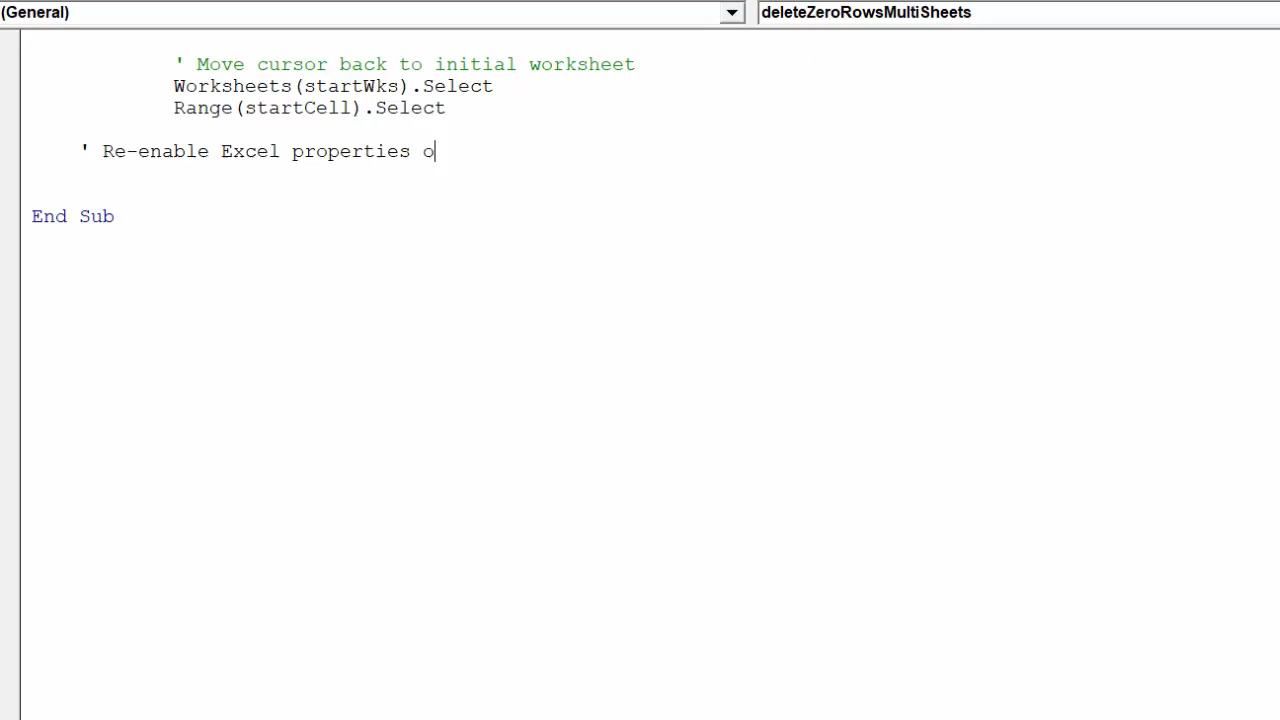 (General)
deleteZeroRowsMultiSheets
' Move cursor back to initial worksheet
Worksheets(startWks).Select
Range(startCell).Select
' Re-enable Excel properties o
End Sub